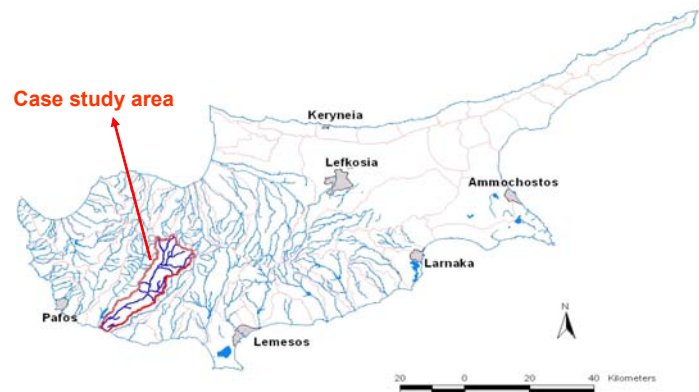 Case study area
Keryneia
Lefkosia
Ammochostos
Larnaka
Pafos
Lemesos
N
20 0 20 40 Kilometers